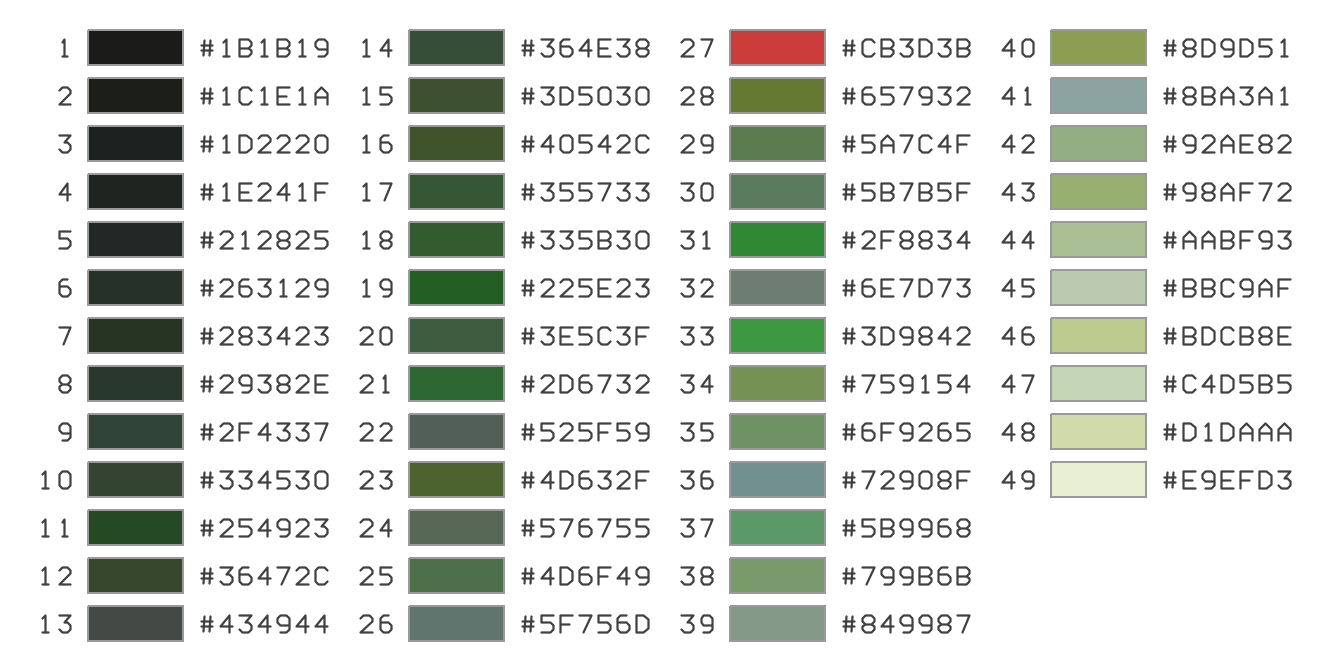 1 #1B1B19 14 #364E38 27 #CB3D3B 40 #8D9D51
2 #1C1E1A 15 #3D5030 28 #657932 41 #8BA3A1
3 #1D2220 16 #40542C 29 #5A7C4F 42 #92AE82
4 #1E241F 17 #355733 30 #5B7B5F 43 #98AF72
5 #212825 18 #335B30 31 #2F8834 44 #AABF93
6 #263129 19 #225E23 32 #6E7D73 45 #BBC9AF
7 #283423 20 #3E5C3F 33 #3D9842 46 #BDCB8E
8 #29382E 21 #2D6732 34 #759154 47 #C4D5B5
9 #2F4337 22 #525F59 35 #6F9265 48 #D1DAAA
10 #334530 23 #4D632F 36 #72908F 49 #E9EFD3
11 #254923 24 #576755 37 #5B9968
12 #36472C 25 #4D6F49 38 #799B6B
13 #434944 26 #5F756D 39 #849987